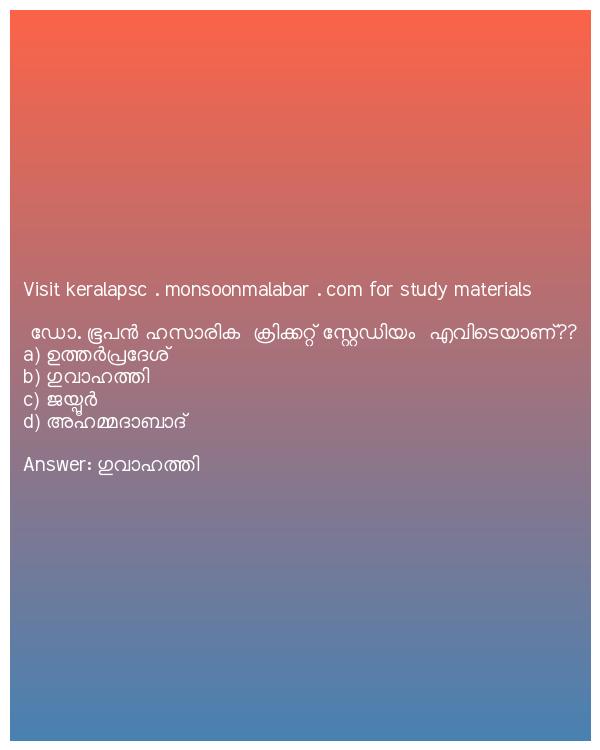 Visit keralapsc . monsoonmalabar . com for study materials
ഡോ. ഭൂപൻ ഹസാരിക ക്രിക്കറ്റ് സ്റ്റേഡിയം എവിടെയാണ്??
a) ഉത്തർപ്രദേശ്
b) ഗുവാഹത്തി
c) ജയ്പൂർ
d) അഹമ്മദാബാദ്
Answer: ഗുവാഹത്തി